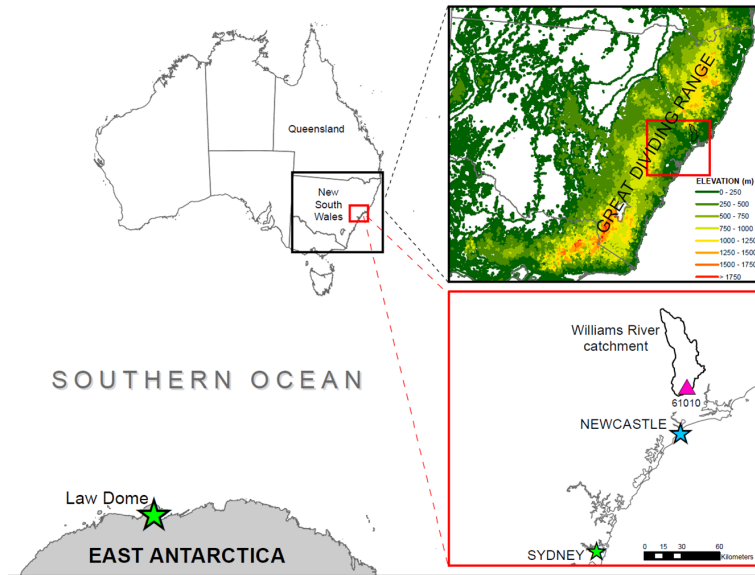 Queensland
New
South
Wales
GREAT DIVIDING RANGE
ELEVATION (m)
0 - 250
250 - 500
500 - 750
750 - 1000
1000 - 1250
1250 - 1500
1500 - 1750
> 1750
SOUTHERN OCEAN
Law Dome
EAST ANTARCTICA
Williams River
catchment
61010
NEWCASTLE
SYDNEY
0 15 30 60
Kilometers